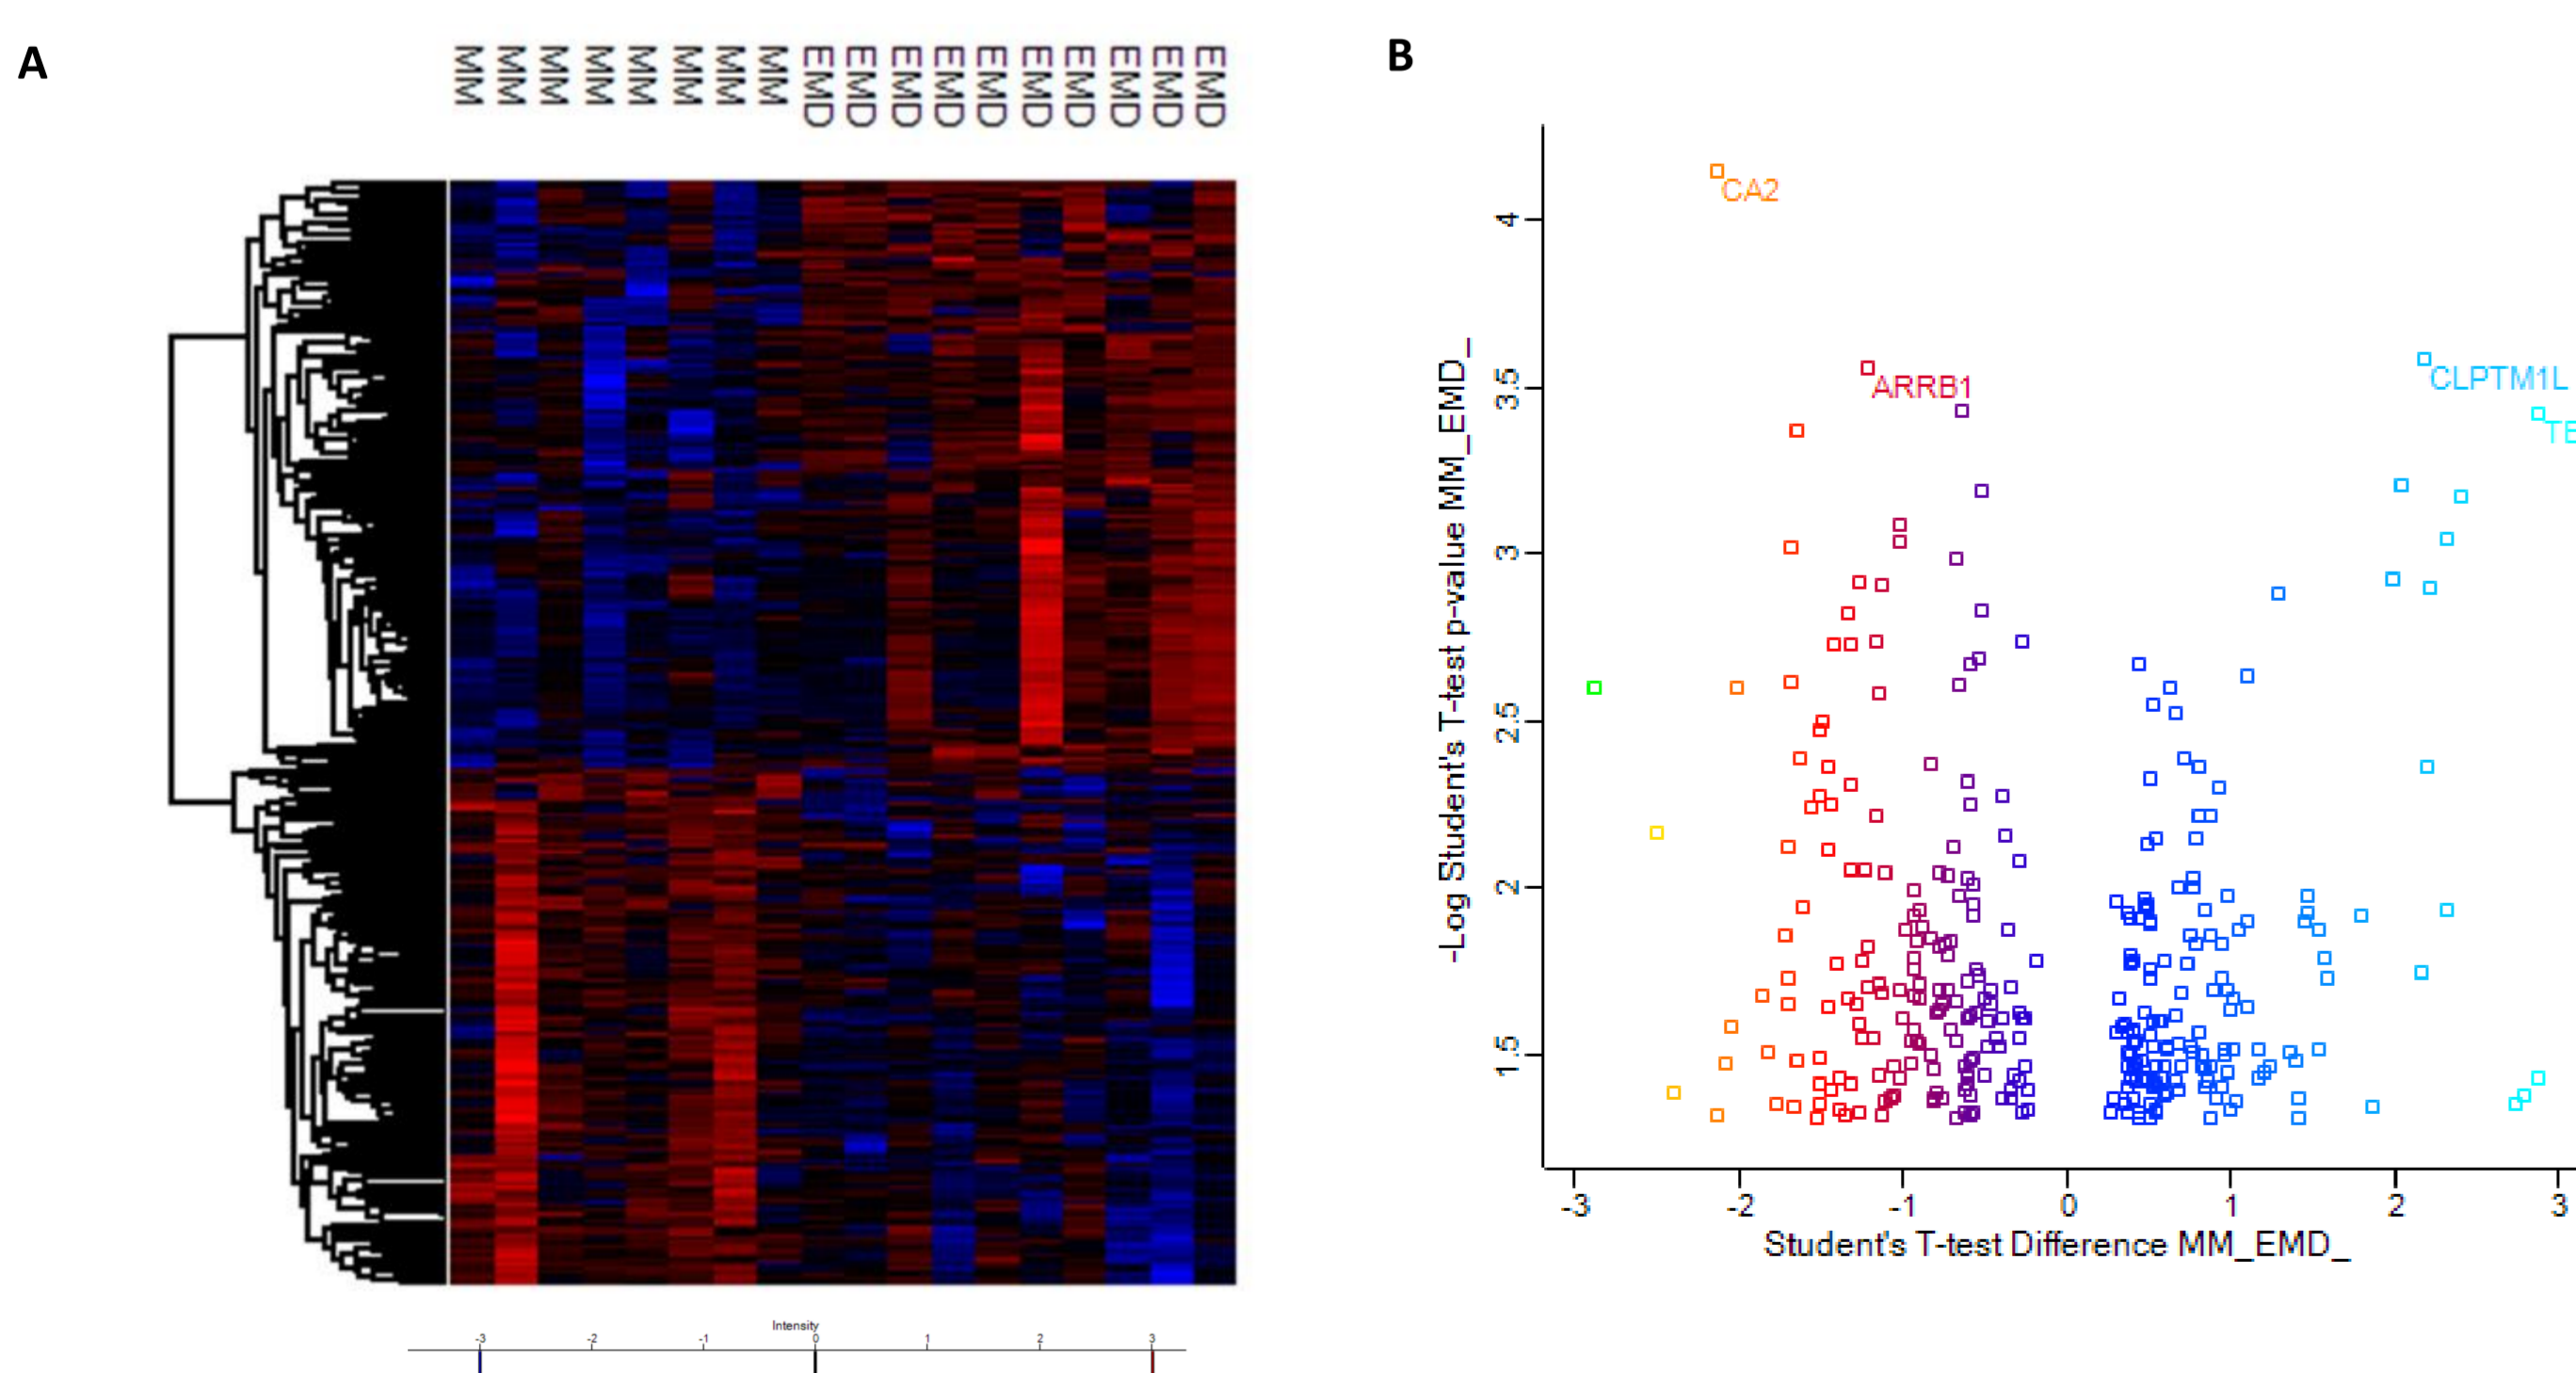 A
MM MM MM MM MM MM MM MM EMD EMD EMD EMD EMD EMD EMD EMD EMD EMD
Intensity
-3 -2 -1 0 1 2 3
B
-Log Student's T-test p-value MM_EMD_
4
3.5
3
2.5
2
1.5
CA2
ARRB1
CLPTM1L
-3 -2 -1 0 1 2 3
Student's T-test Difference MM_EMD_